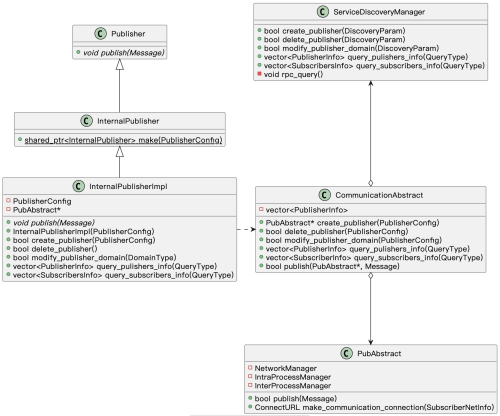 Publisher
void publish(Message)
InternalPublisher
shared_ptr<InternalPublisher> make(PublisherConfig)
InternalPublisherImpl
PublisherConfig
PubAbstract*
void publish(Message)
InternalPublisherImpl(PublisherConfig)
bool create_publisher(PublisherConfig)
bool delete_publisher()
bool modify_publisher_domain(DomainType)
vector<PublisherInfo> query_pulishers_info(QueryType)
vector<SubscribersInfo> query_subscribers_info(QueryType)
ServiceDiscoveryManager
bool create_publisher(DiscoveryParam)
bool delete_publisher(DiscoveryParam)
bool modify_publisher_domain(DiscoveryParam)
vector<PublisherInfo> query_pulishers_info(QueryType)
vector<SubscribersInfo> query_subscribers_info(QueryType)
void rpc_query()
CommunicationAbstract
vector<PublisherInfo>
PubAbstract* create_publisher(PublisherConfig)
bool delete_publisher(PublisherConfig)
bool modify_publisher_domain(PublisherConfig)
vector<PublisherInfo> query_pulishers_info(QueryType)
vector<SubscriberInfo> query_subscribers_info(QueryType)
bool publish(PubAbstract*, Message)
PubAbstract
NetworkManager
IntraProcessManager
InterProcessManager
bool publish(Message)
ConnectURL make_communication_connection(SubscriberNetInfo)